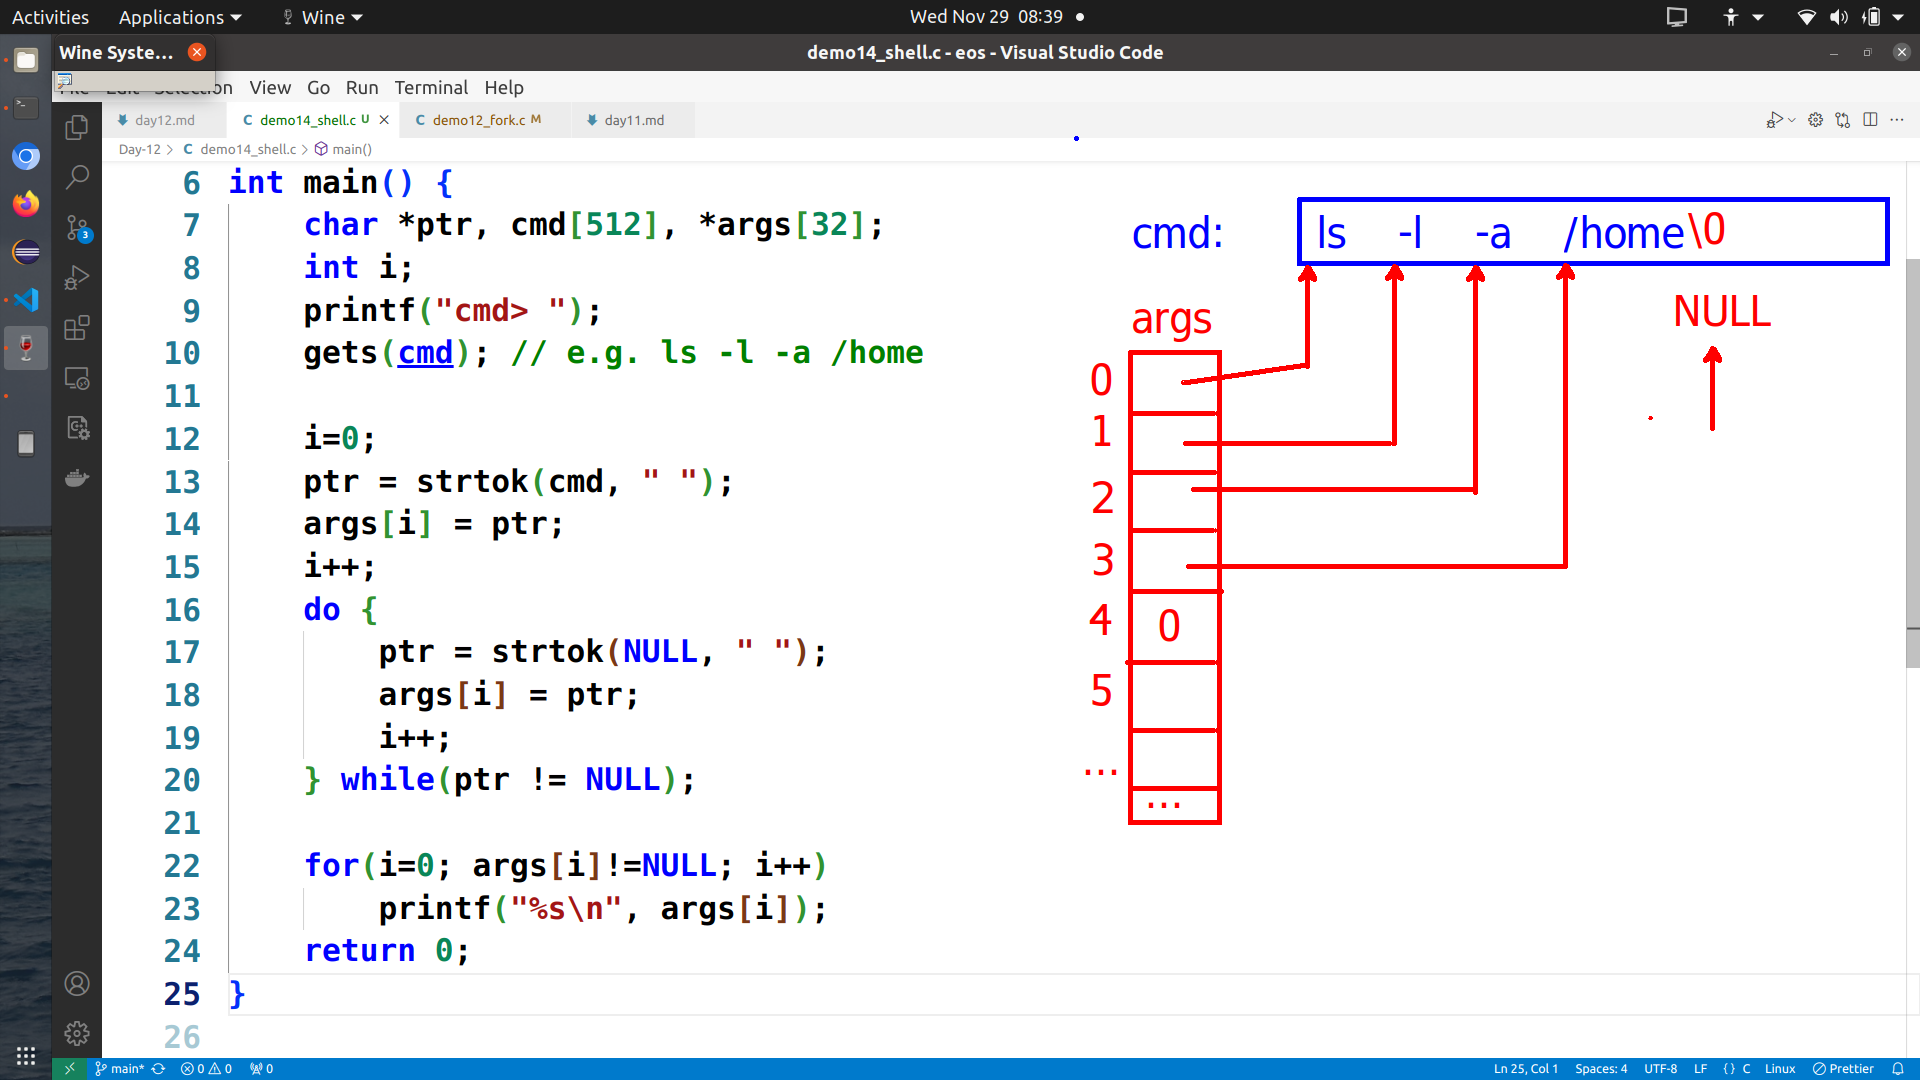 Activities Applications Wine Wed Nov 29 08:39
Wine Syste... demo14_shell.c - eos - Visual Studio Code
Edit Selection View Go Run Terminal Help
day12.md C demo14_shell.c U C demo12_fork.c M day11.md
Day-12 > C demo14_shell.c > main()
6 int main() {
7 char *ptr, cmd[512], *args[32];
8 int i;
9 printf("cmd> ");
10 gets(cmd); // e.g. ls -l -a /home
11
12 i=0;
13 ptr = strtok(cmd, " ");
14 args[i] = ptr;
15 i++;
16 do {
17 ptr = strtok(NULL, " ");
18 args[i] = ptr;
19 i++;
20 } while(ptr != NULL);
21
22 for(i=0; args[i]!=NULL; i++)
23 printf("%s\n", args[i]);
24 return 0;
25 }
26
cmd: ls -l -a /home\0
NULL
args
0
1
2
3
4 0
5
...
...
3
main* 0 0 0 Ln 25, Col 1 Spaces: 4 UTF-8 LF {} C Linux Prettier